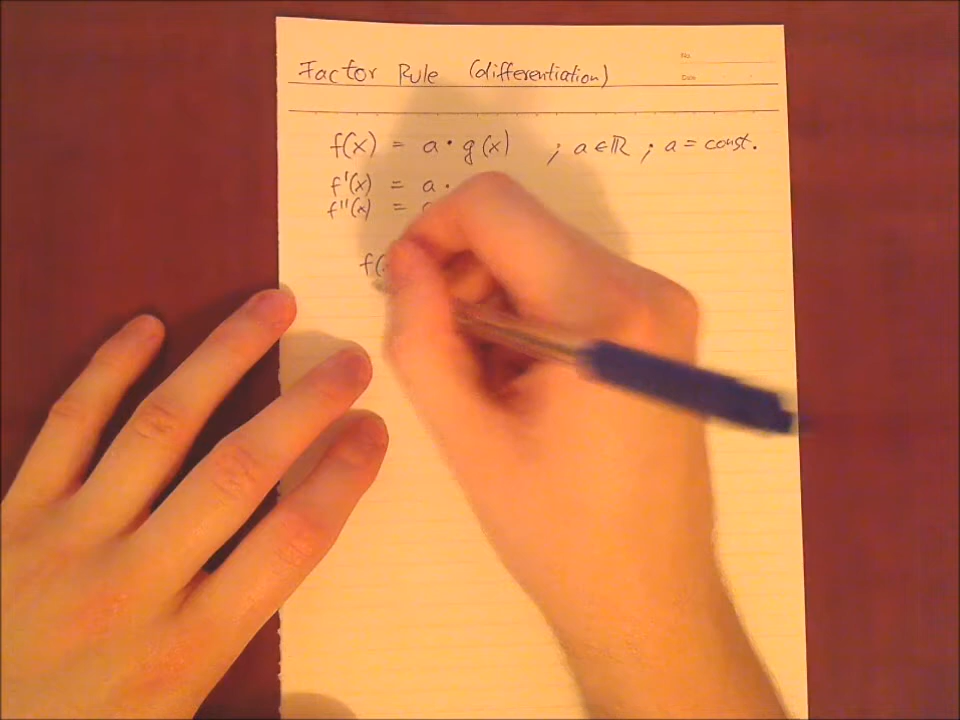 Factor Rule (differentiation)
No.
Date
f(x) = a · g(x) ; a ∈ ℝ ; a = const.
f'(x) = a ·
f''(x) =
f(